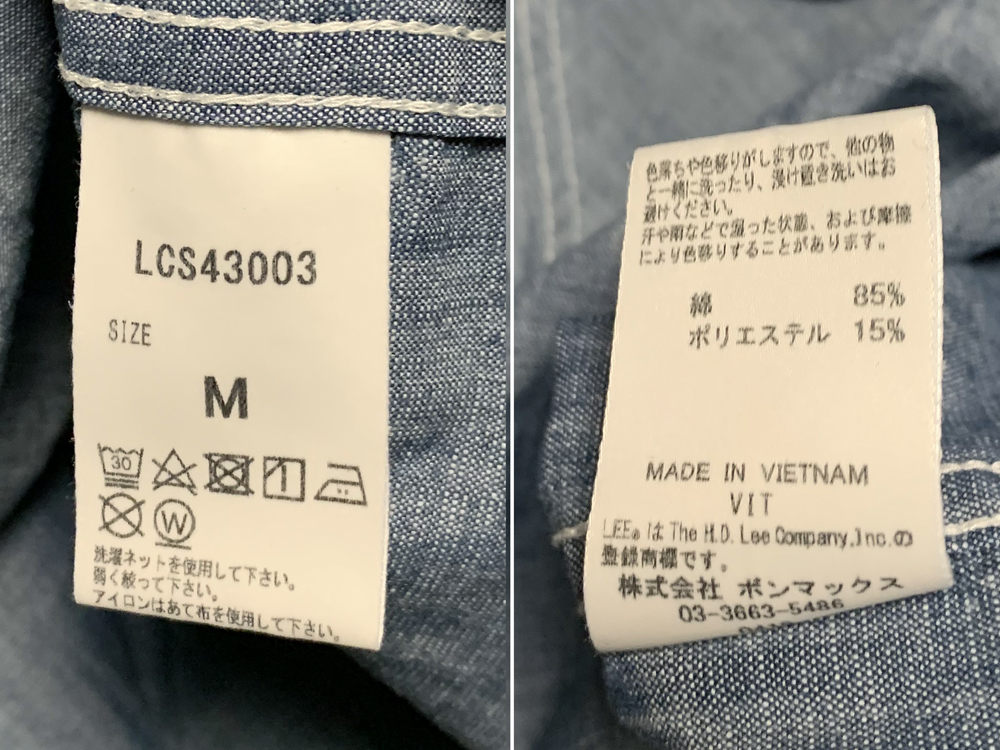 LCS43003
SIZE
M
30
W
洗濯ネットを使用して下さい。
弱く絞って下さい。
アイロンはあて布を使用して下さい。
色落ちや色移りがしますので、他の物
と一緒に洗ったり、浸け置き洗いはお
避けください。
汗や雨などで湿った状態、および摩擦
により色移りすることがあります。
綿 85%
ポリエステル 15%
MADE IN VIETNAM
VIT
LEE®はThe H.D. Lee Company,Inc.の
登録商標です。
株式会社 ボンマックス
03-3663-5486